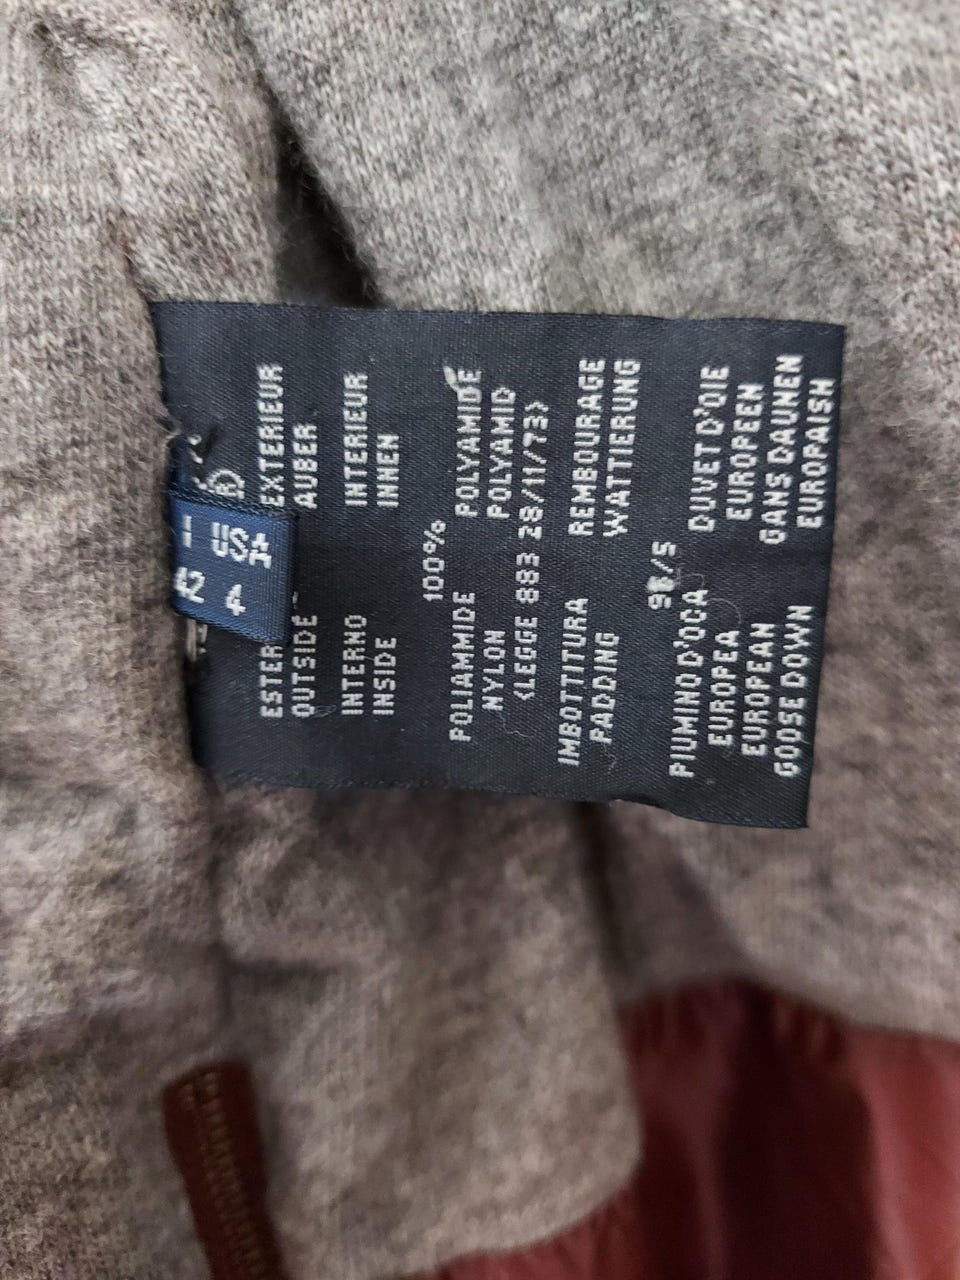 I USA
42 4
ESTER EXTERIEUR
OUTSIDE AUBER
INTERNO INTERIEUR
INSIDE INNEN
100%
POLIAMMIDE POLYAMIDE
NYLON POLYAMID
(LEGGE 883 28/11/73)
IMBOTTITURA REMBOURAGE
PADDING WATTIERUNG
PIUMINO D'OCA DUVET D'OIE
EUROPEA EUROPEEN
EUROPEAN GANS DAUNEN
GOOSE DOWN EUROPAISH